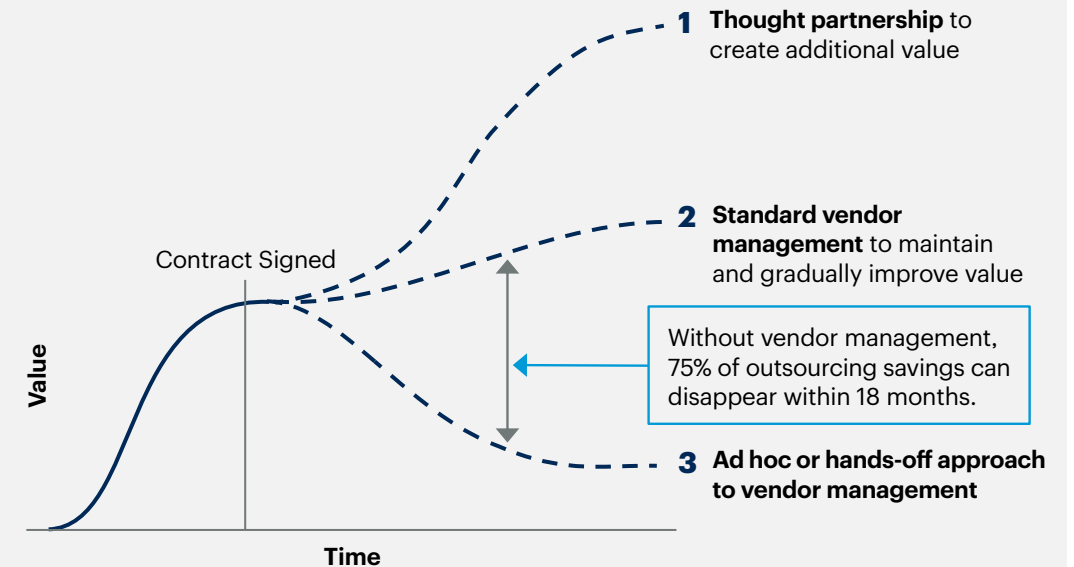 1 Thought partnership to
create additional value
2 Standard vendor
management to maintain
and gradually improve value
Contract Signed
Without vendor management,
75% of outsourcing savings can
disappear within 18 months.
Value
3 Ad hoc or hands-off approach
to vendor management
Time